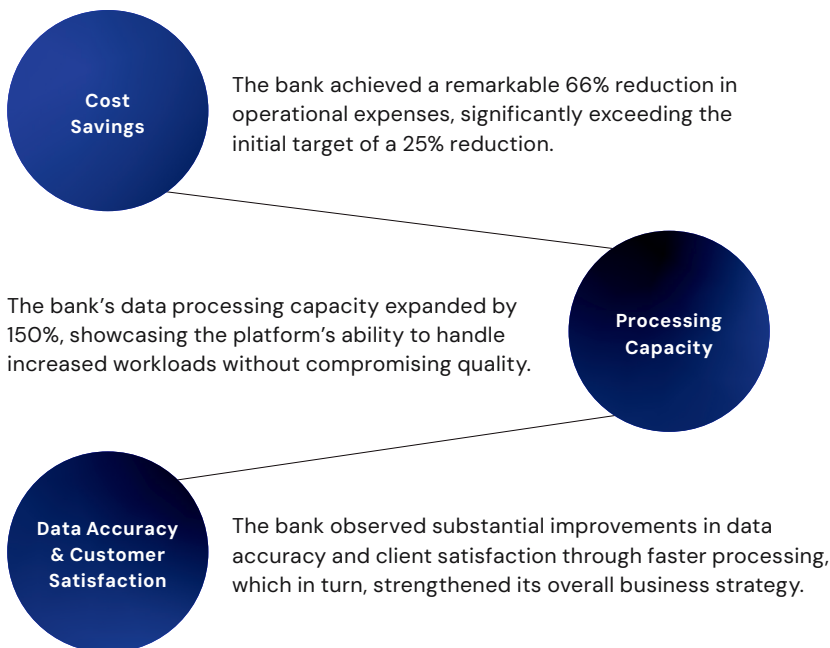 Cost
Savings
The bank achieved a remarkable 66% reduction in
operational expenses, significantly exceeding the
initial target of a 25% reduction.
The bank’s data processing capacity expanded by
150%, showcasing the platform’s ability to handle
increased workloads without compromising quality.
Processing
Capacity
Data Accuracy
& Customer
Satisfaction
The bank observed substantial improvements in data
accuracy and client satisfaction through faster processing,
which in turn, strengthened its overall business strategy.